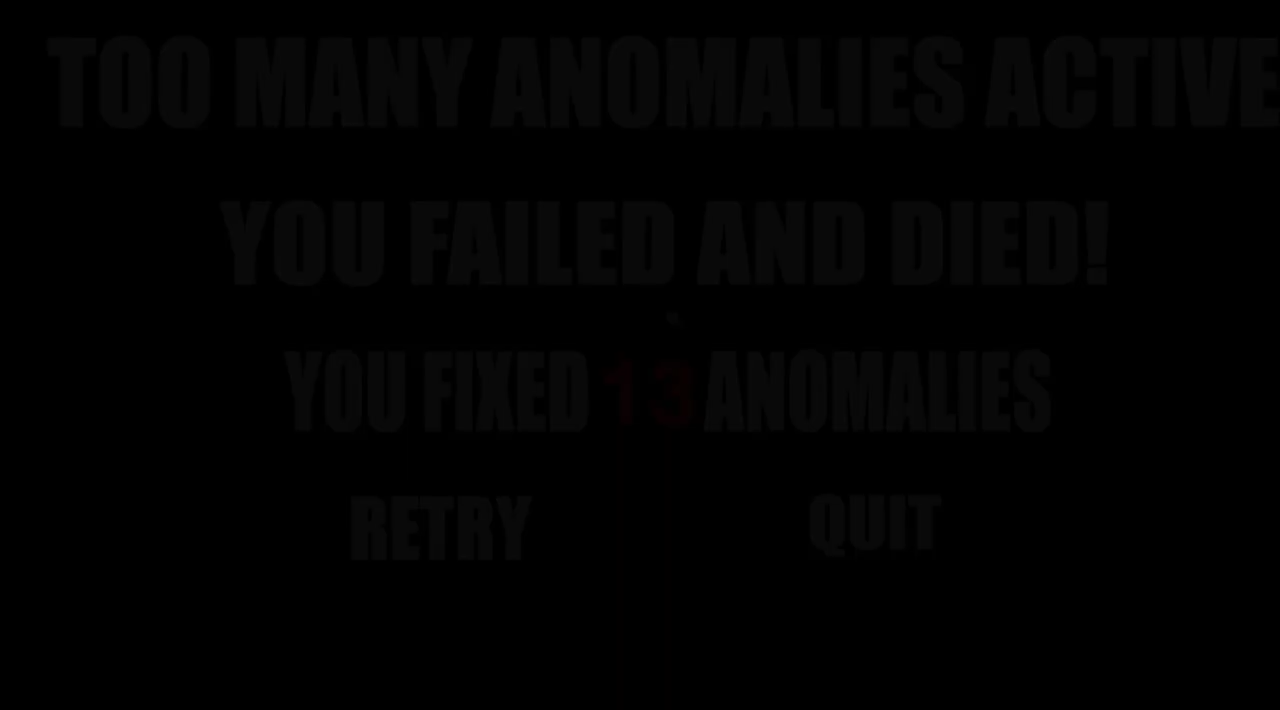 TOO MANY ANOMALIES ACTIVE
YOU FAILED AND DIED!
YOU FIXED 13 ANOMALIES
RETRY QUIT